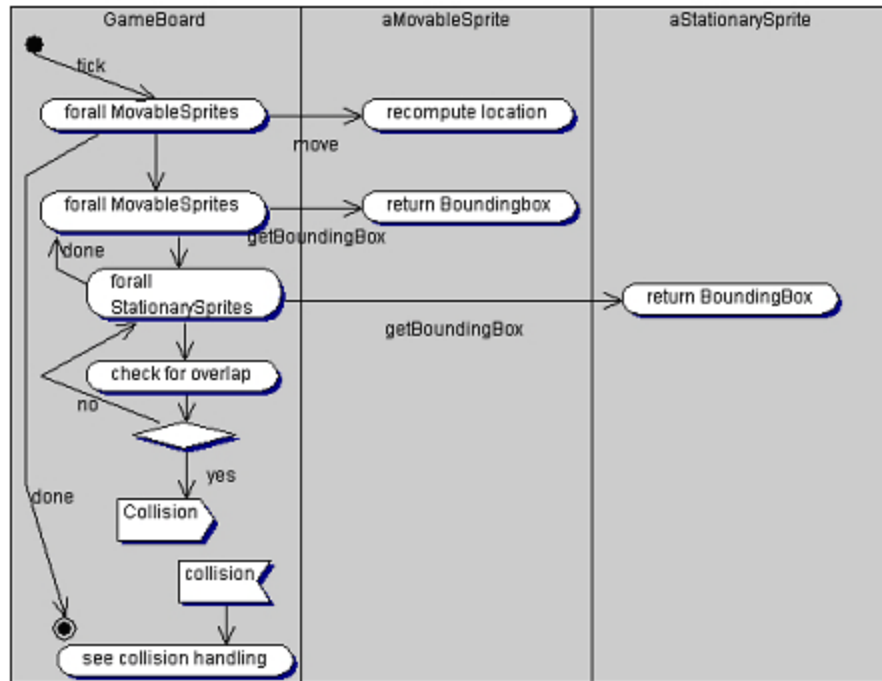 GameBoard
aMovableSprite
aStationarySprite
tick
forall MovableSprites
recompute location
move
forall MovableSprites
return Boundingbox
getBoundingBox
done
forall
StationarySprites
return BoundingBox
getBoundingBox
check for overlap
no
yes
done
Collision
collision
see collision handling